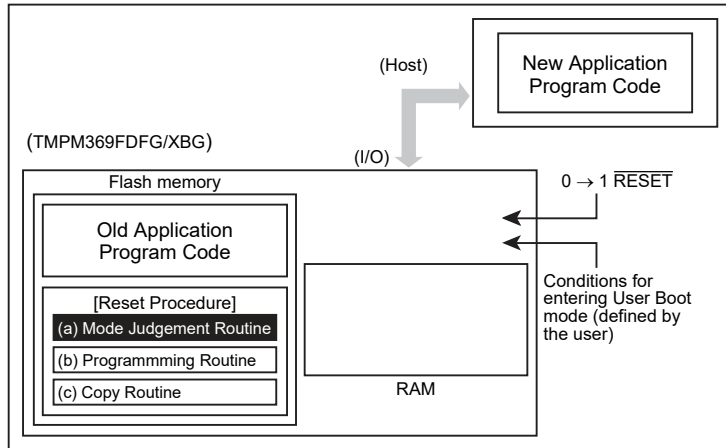 New Application
Program Code
(Host)
(TMPM369FDFG/XBG)
(I/O)
Flash memory
0 → 1 RESET
Old Application
Program Code
[Reset Procedure]
(a) Mode Judgement Routine
(b) Programmming Routine
(c) Copy Routine
Conditions for
entering User Boot
mode (defined by
the user)
RAM